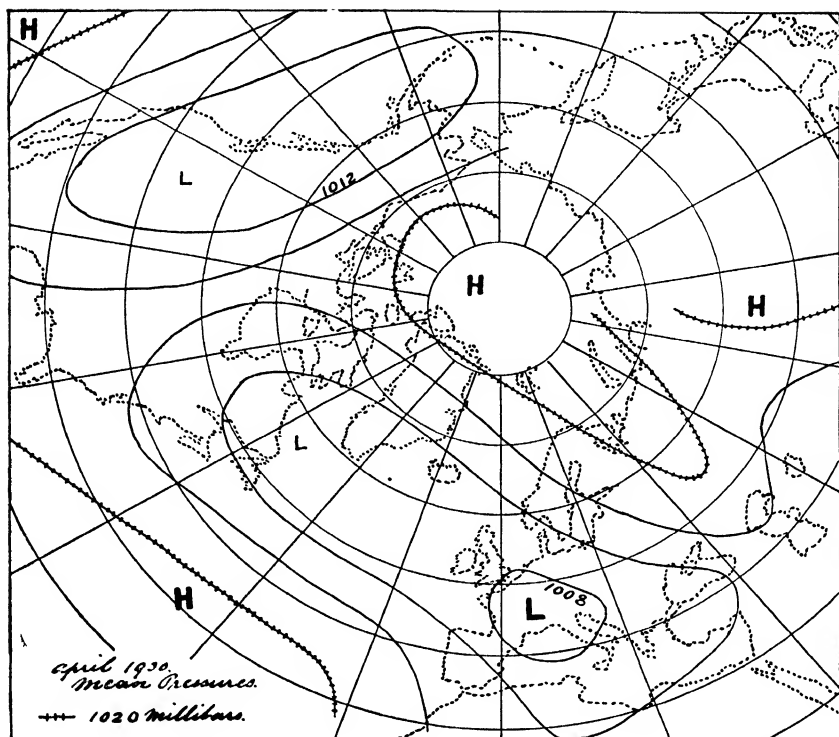 H
L
1012
H
H
L
H
L
1008
April 1930.
Mean Pressures.
1020 Millibars.